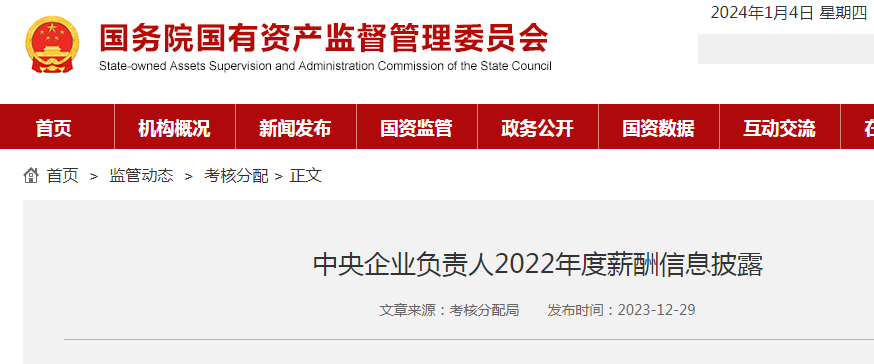 2024年1月4日 星期四
国务院国有资产监督管理委员会
State-owned Assets Supervision and Administration Commission of the State Council
首页 机构概况 新闻发布 国资监管 政务公开 国资数据 互动交流
首页 > 监管动态 > 考核分配 > 正文
中央企业负责人2022年度薪酬信息披露
文章来源：考核分配局 发布时间：2023-12-29